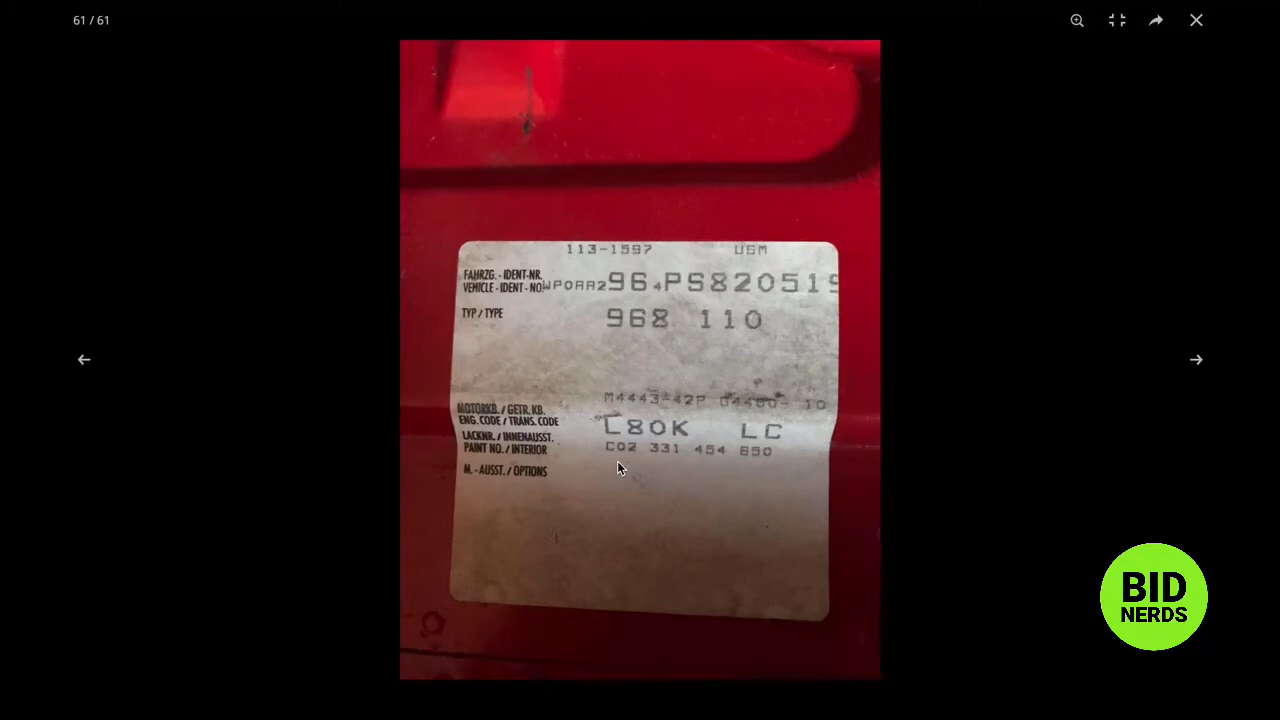 61 / 61
113-1597 USM
FAHRZG. - IDENT-NR.
VEHICLE - IDENT - NO. WP0AA296
TYP / TYPE 968 110
MOTORKB. / GETR. KB.
ENG. CODE / TRANS. CODE
LACKNR. / INNENAUSST. L80K LC
PAINT NO. / INTERIOR C02 331 454 650
M. - AUSST. / OPTIONS
BID
NERDS